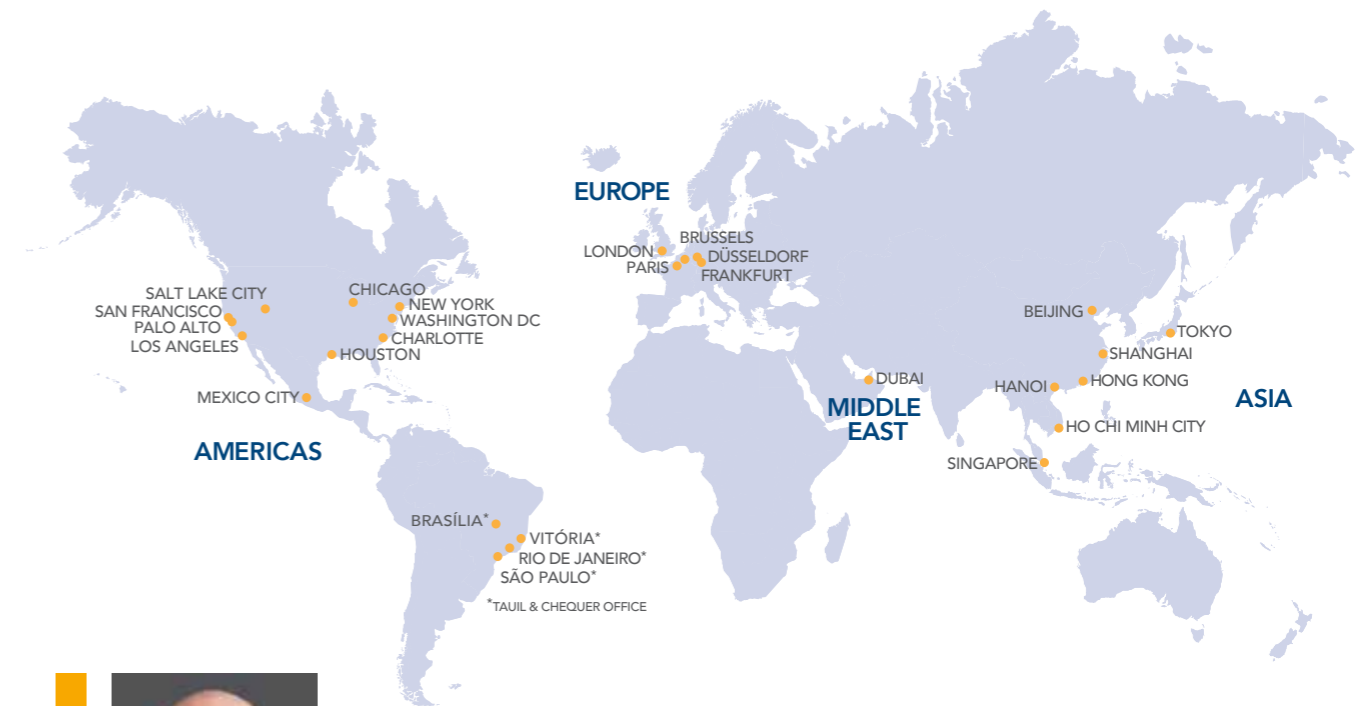 EUROPE
BRUSSELS
LONDON
DÜSSELDORF
PARIS
FRANKFURT
SALT LAKE CITY
CHICAGO
SAN FRANCISCO
NEW YORK
PALO ALTO
WASHINGTON DC
LOS ANGELES
CHARLOTTE
HOUSTON
MEXICO CITY
AMERICAS
BEIJING
TOKYO
SHANGHAI
DUBAI
HANOI
HONG KONG
MIDDLE
EAST
ASIA
HO CHI MINH CITY
SINGAPORE
BRASÍLIA*
VITÓRIA*
RIO DE JANEIRO*
SÃO PAULO*
*TAUIL & CHEQUER OFFICE